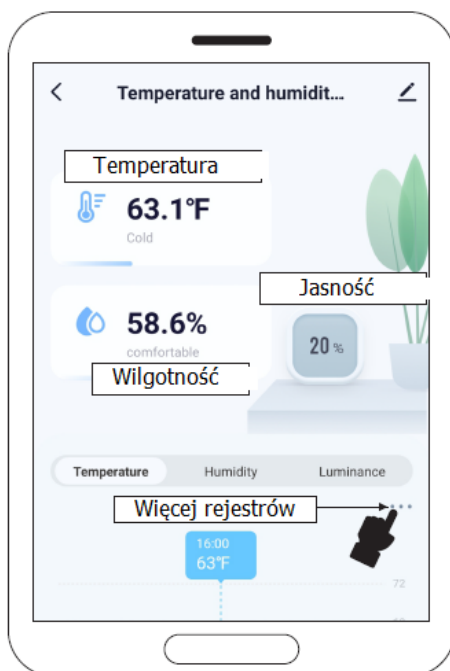 Temperature and humidit...
Temperatura
63.1°F
Cold
Jasność
58.6%
comfortable
20 %
Wilgotność
Temperature Humidity Luminance
Więcej rejestrów
16:00
63°F
72